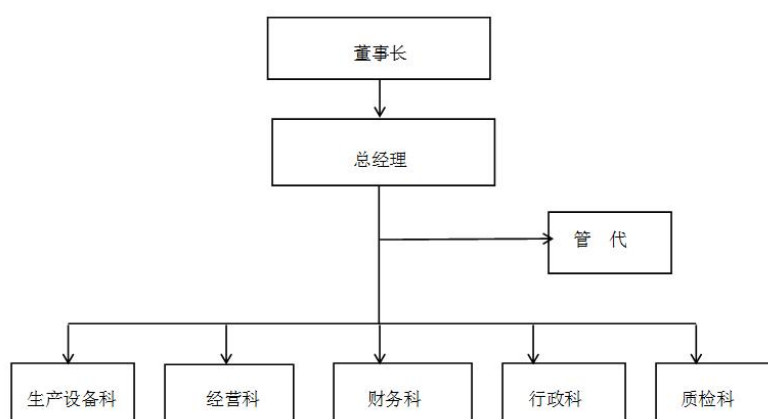 董事长
总经理
管 代
生产设备科
经营科
财务科
行政科
质检科